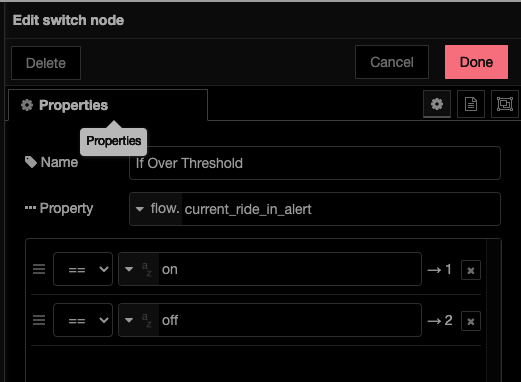 Edit switch node
Delete Cancel Done
Properties
Properties
Name If Over Threshold
Property flow. current_ride_in_alert
== az on → 1 x
== az off → 2 x